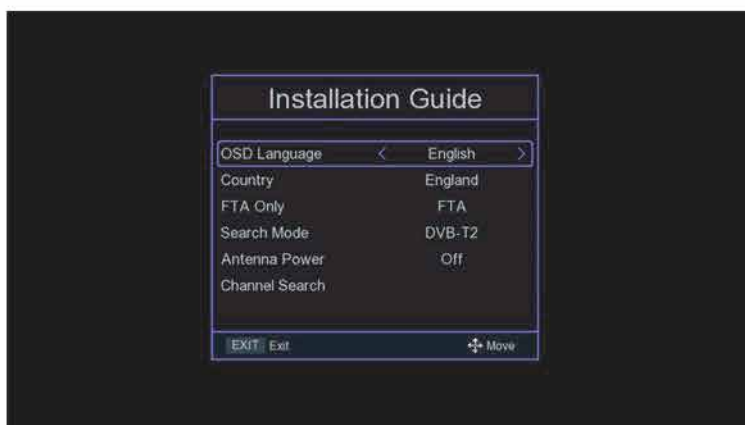 Installation Guide
OSD Language < English >
Country England
FTA Only FTA
Search Mode DVB-T2
Antenna Power Off
Channel Search
EXIT Exit Move